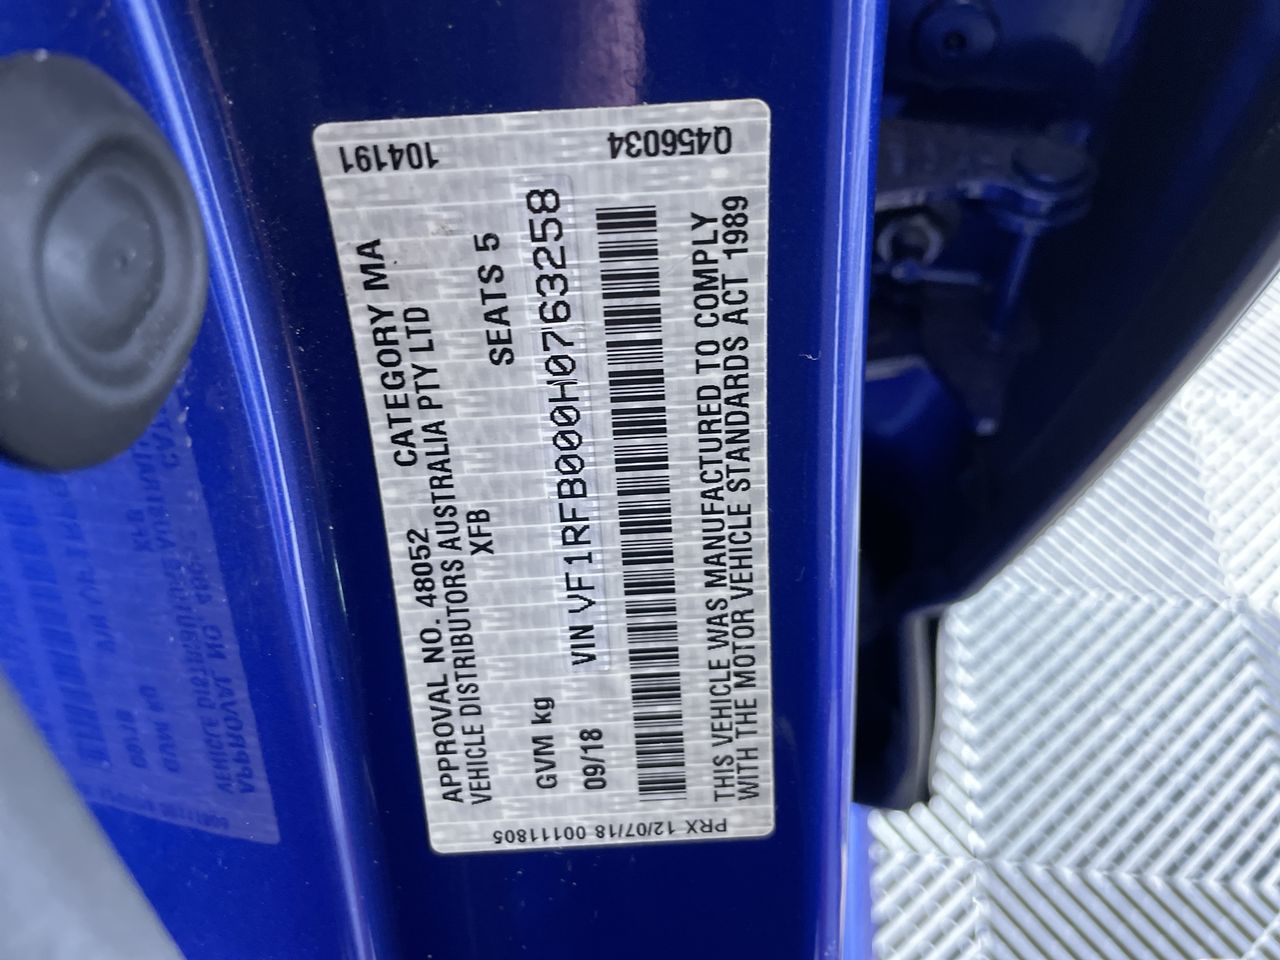 APPROVAL NO. 48052 CATEGORY MA
VEHICLE DISTRIBUTORS AUSTRALIA PTY LTD
XFB
SEATS 5
GVM kg
VIN VF1RFB000H0763258
09/18
THIS VEHICLE WAS MANUFACTURED TO COMPLY
WITH THE MOTOR VEHICLE STANDARDS ACT 1989
104191
Q456034
PRX 12/07/18 00111805